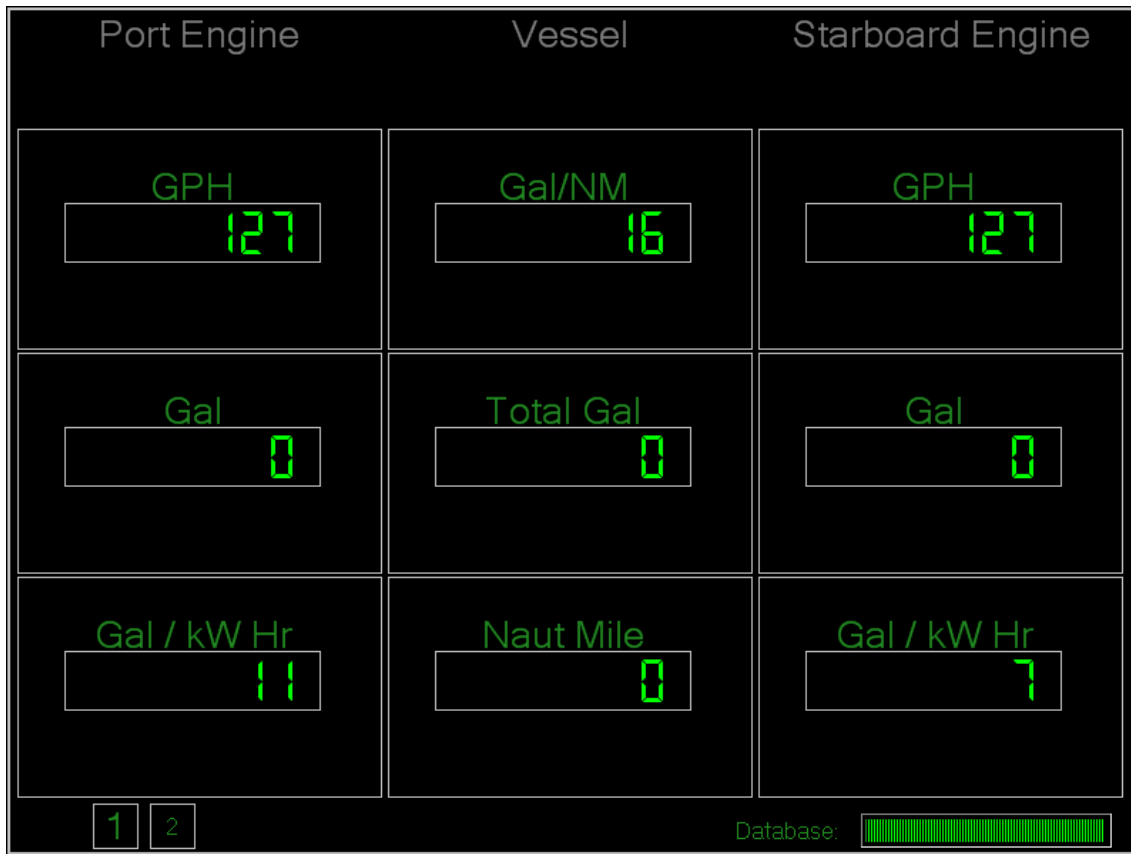 Port Engine Vessel Starboard Engine
GPH Gal/NM GPH
127 16 127
Gal Total Gal Gal
0 0 0
Gal / kW Hr Naut Mile Gal / kW Hr
11 0 7
1 2 Database: